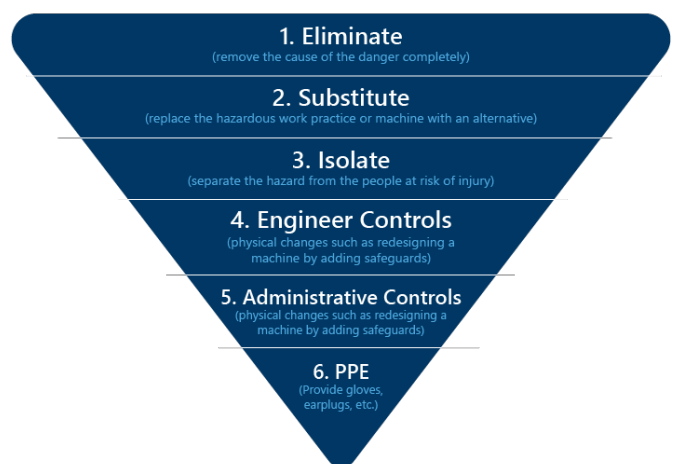 1. Eliminate
(remove the cause of the danger completely)
2. Substitute
(replace the hazardous work practice or machine with an alternative)
3. Isolate
(separate the hazard from the people at risk of injury)
4. Engineer Controls
(physical changes such as redesigning a
machine by adding safeguards)
5. Administrative Controls
(physical changes such as redesigning a
machine by adding safeguards)
6. PPE
(Provide gloves,
earplugs, etc.)